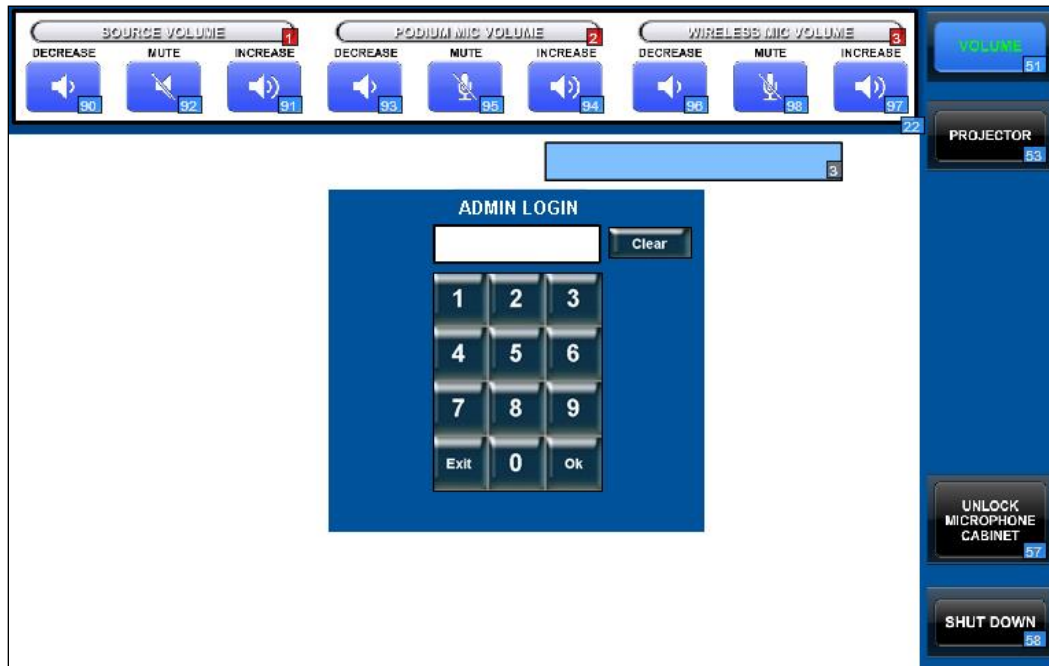 SOURCE VOLUME 1
DECREASE MUTE INCREASE
90 92 91
PODIUM MIC VOLUME 2
DECREASE MUTE INCREASE
93 95 94
WIRELESS MIC VOLUME 3
DECREASE MUTE INCREASE
96 98 97
22
VOLUME
51
PROJECTOR
53
3
ADMIN LOGIN
Clear
1 2 3
4 5 6
7 8 9
Exit 0 Ok
UNLOCK
MICROPHONE
CABINET
57
SHUT DOWN
58